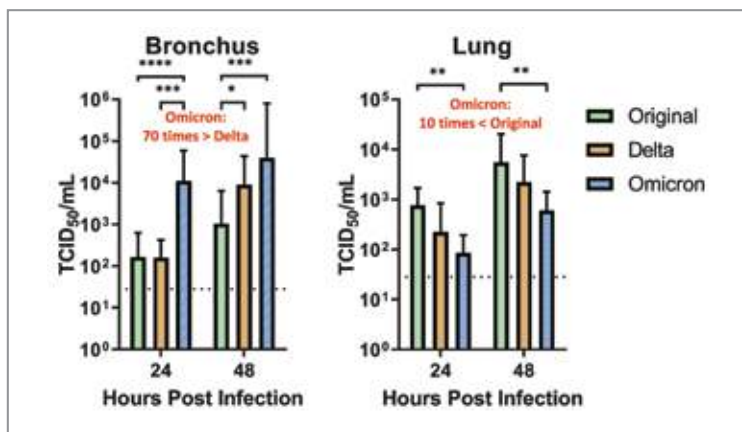 Bronchus
**** ***
*** *
Omicron:
70 times > Delta
TCID50/mL
10⁶
10⁵
10⁴
10³
10²
10¹
10⁰
24 48
Hours Post Infection
Lung
** **
Omicron:
10 times < Original
TCID50/mL
10⁵
10⁴
10³
10²
10¹
10⁰
24 48
Hours Post Infection
Original
Delta
Omicron